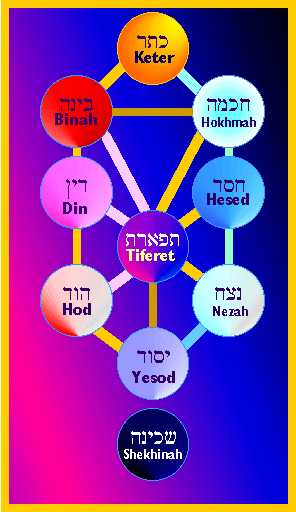 כתר
Keter
בינה
Binah
חכמה
Hokhmah
דין
Din
חסד
Hesed
תפארת
Tiferet
הוד
Hod
נצח
Nezah
יסוד
Yesod
שכינה
Shekhinah